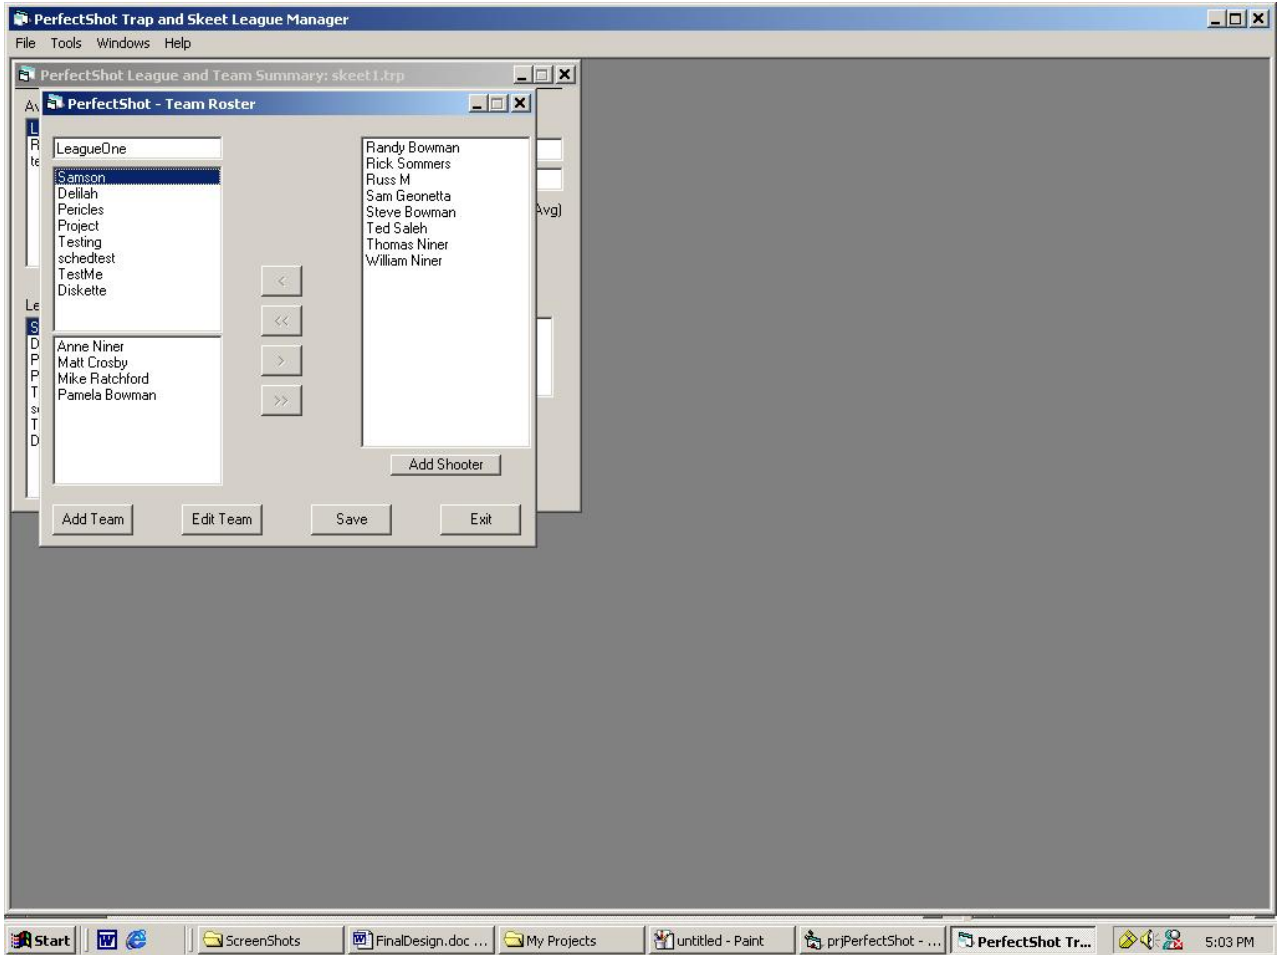 PerfectShot Trap and Skeet League Manager
File Tools Windows Help
PerfectShot League and Team Summary: skeet1.trp
PerfectShot - Team Roster
LeagueOne
Samson
Delilah
Pericles
Project
Testing
schedtest
TestMe
Diskette
Anne Niner
Matt Crosby
Mike Ratchford
Pamela Bowman
<
<<
>
>>
Randy Bowman
Rick Sommers
Russ M
Sam Geonetta
Steve Bowman
Ted Saleh
Thomas Niner
William Niner
Avg)
Add Shooter
Add Team Edit Team Save Exit
Start ScreenShots FinalDesign.doc ... My Projects untitled - Paint prjPerfectShot - ... PerfectShot Tr... 5:03 PM